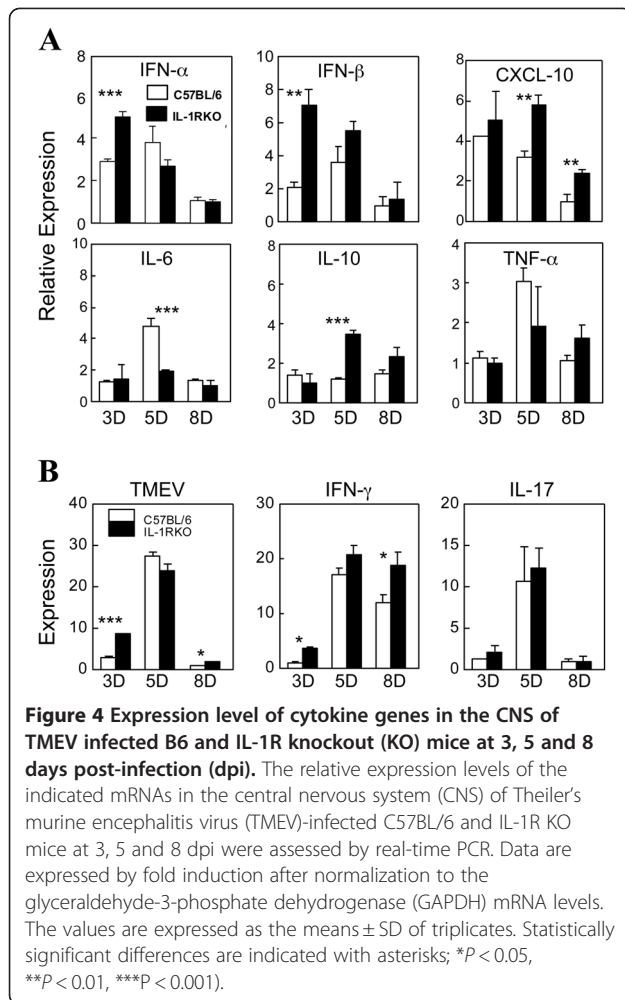 A
IFN-α IFN-β CXCL-10
*** C57BL/6 IL-1RKO
** ** **
8 6 4 2 0
8 6 4 2 0
8 6 4 2 0
Relative Expression
IL-6 IL-10 TNF-α
*** ***
10 8 6 4 2 0
8 6 4 2 0
4 3 2 1 0
3D 5D 8D 3D 5D 8D 3D 5D 8D
B
TMEV IFN-γ IL-17
C57BL/6
IL-1RKO
*** * * *
40 30 20 10 0
30 20 10 0
20 15 10 5 0
Expression
3D 5D 8D 3D 5D 8D 3D 5D 8D
Figure 4 Expression level of cytokine genes in the CNS of
TMEV infected B6 and IL-1R knockout (KO) mice at 3, 5 and 8
days post-infection (dpi). The relative expression levels of the
indicated mRNAs in the central nervous system (CNS) of Theiler's
murine encephalitis virus (TMEV)-infected C57BL/6 and IL-1R KO
mice at 3, 5 and 8 dpi were assessed by real-time PCR. Data are
expressed by fold induction after normalization to the
glyceraldehyde-3-phosphate dehydrogenase (GAPDH) mRNA levels.
The values are expressed as the means ± SD of triplicates. Statistically
significant differences are indicated with asterisks; *P < 0.05,
**P < 0.01, ***P < 0.001).